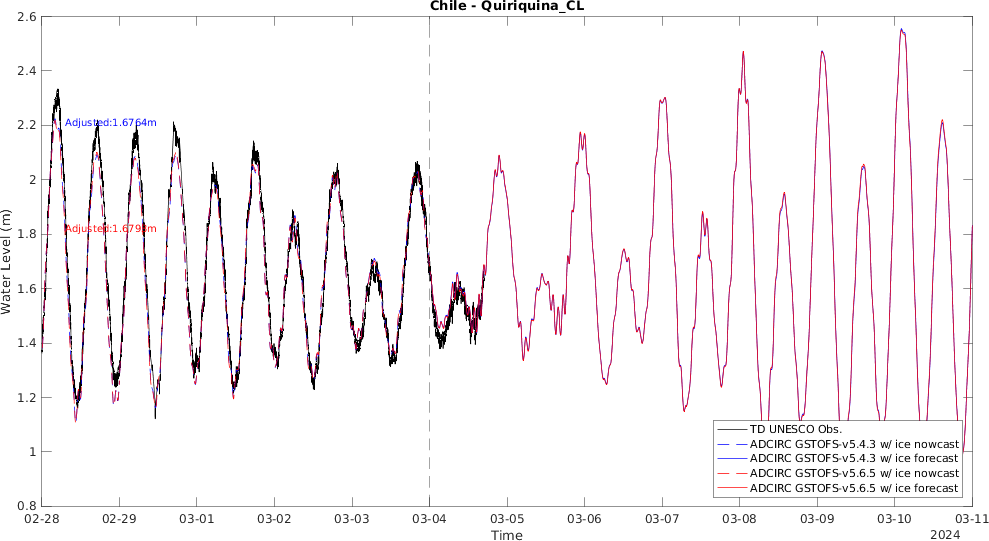 Chile - Quiriquina_CL
2.6
2.4
2.2
2
1.8
1.6
1.4
1.2
1
0.8
Water Level (m)
Adjusted:1.6764m
Adjusted:1.6793m
TD UNESCO Obs.
ADCIRC GSTOFS-v5.4.3 w/ ice nowcast
ADCIRC GSTOFS-v5.4.3 w/ ice forecast
ADCIRC GSTOFS-v5.6.5 w/ ice nowcast
ADCIRC GSTOFS-v5.6.5 w/ ice forecast
02-28 02-29 03-01 03-02 03-03 03-04 03-05 03-06 03-07 03-08 03-09 03-10 03-11
Time
2024